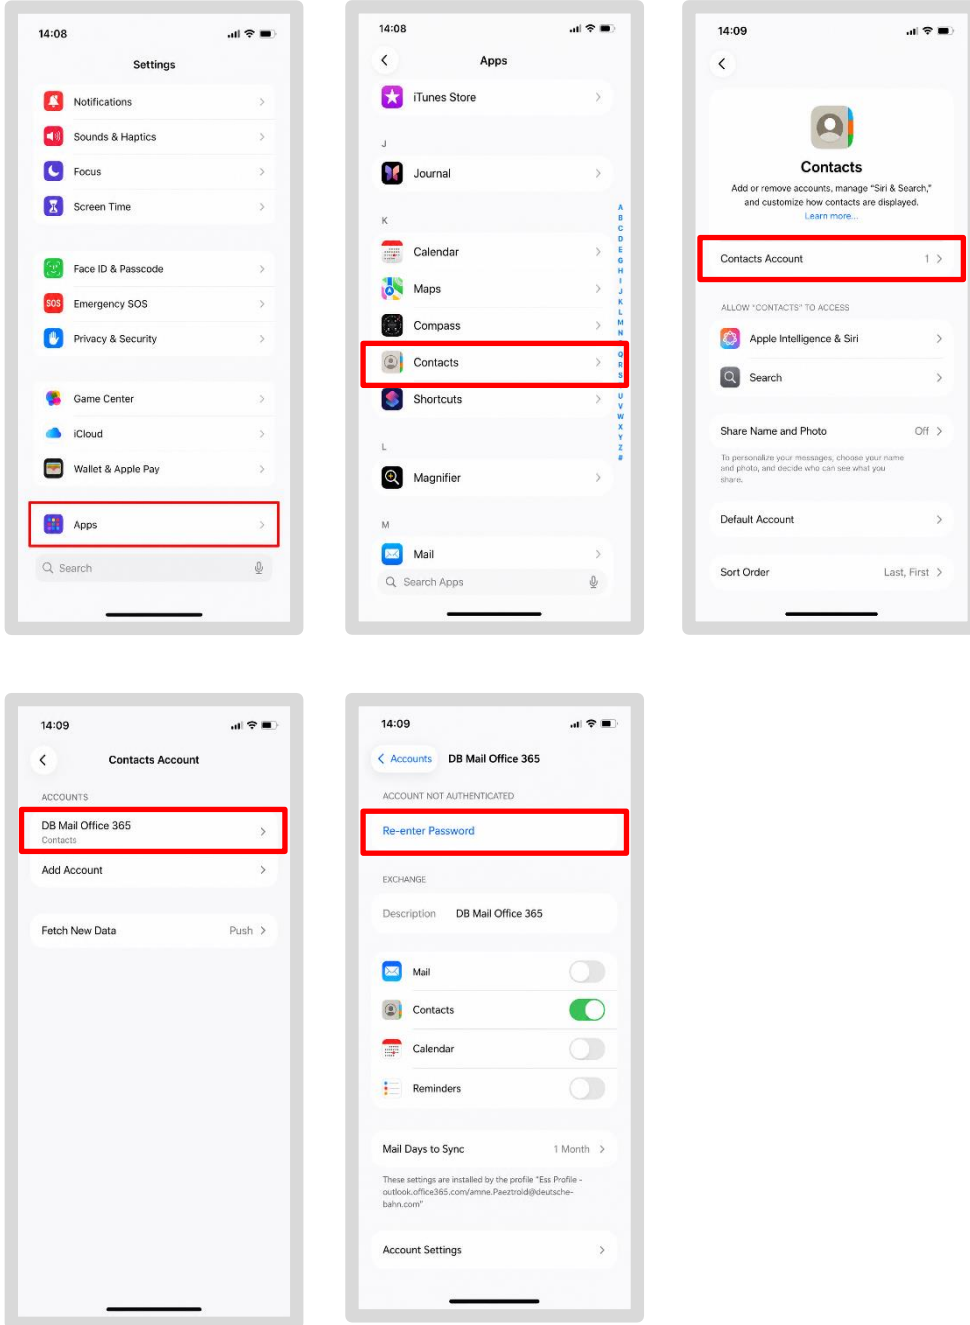 14:08
Settings
Notifications
Sounds & Haptics
Focus
Screen Time
Face ID & Passcode
SOS Emergency SOS
Privacy & Security
Game Center
iCloud
Wallet & Apple Pay
Apps
Search
14:08
Apps
iTunes Store
J
Journal
K
Calendar
Maps
Compass
Contacts
Shortcuts
L
Magnifier
M
Mail
Search Apps
A
B
C
D
E
G
H
I
J
K
L
M
N
Q
R
S
U
V
W
X
Y
Z
#
14:09
Contacts
Add or remove accounts, manage "Siri & Search,"
and customize how contacts are displayed.
Learn more...
Contacts Account 1
ALLOW "CONTACTS" TO ACCESS
Apple Intelligence & Siri
Search
Share Name and Photo Off
To personalize your messages, choose your name
and photo, and decide who can see what you
share.
Default Account
Sort Order Last, First
14:09
Contacts Account
ACCOUNTS
DB Mail Office 365
Contacts
Add Account
Fetch New Data Push
14:09
Accounts DB Mail Office 365
ACCOUNT NOT AUTHENTICATED
Re-enter Password
EXCHANGE
Description DB Mail Office 365
Mail
Contacts
Calendar
Reminders
Mail Days to Sync 1 Month
These settings are installed by the profile "Ess Profile -
outlook.office365.com/amne.Paeztroid@deutsche-
bahn.com"
Account Settings